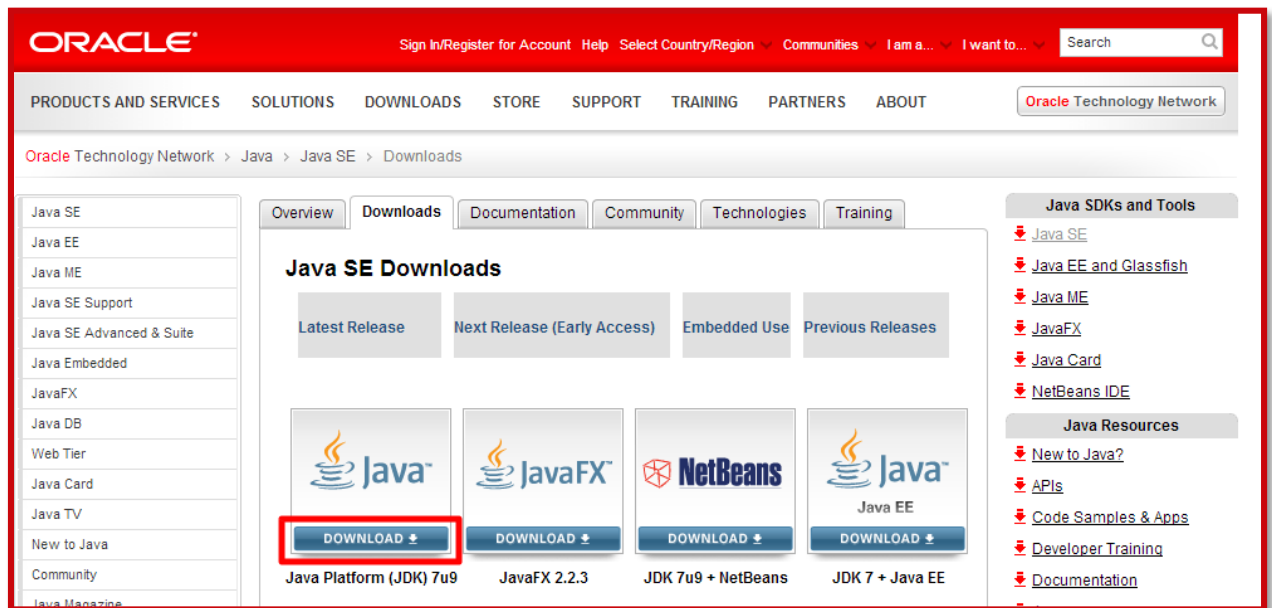 ORACLE
Sign In/Register for Account Help Select Country/Region Communities I am a... I want to... Search
PRODUCTS AND SERVICES SOLUTIONS DOWNLOADS STORE SUPPORT TRAINING PARTNERS ABOUT Oracle Technology Network
Oracle Technology Network > Java > Java SE > Downloads
Java SE
Java EE
Java ME
Java SE Support
Java SE Advanced & Suite
Java Embedded
JavaFX
Java DB
Web Tier
Java Card
Java TV
New to Java
Community
Java Magazine
Overview Downloads Documentation Community Technologies Training
Java SE Downloads
Latest Release Next Release (Early Access) Embedded Use Previous Releases
Java JavaFX NetBeans Java
Java EE
DOWNLOAD DOWNLOAD DOWNLOAD DOWNLOAD
Java Platform (JDK) 7u9 JavaFX 2.2.3 JDK 7u9 + NetBeans JDK 7 + Java EE
Java SDKs and Tools
Java SE
Java EE and Glassfish
Java ME
JavaFX
Java Card
NetBeans IDE
Java Resources
New to Java?
APIs
Code Samples & Apps
Developer Training
Documentation